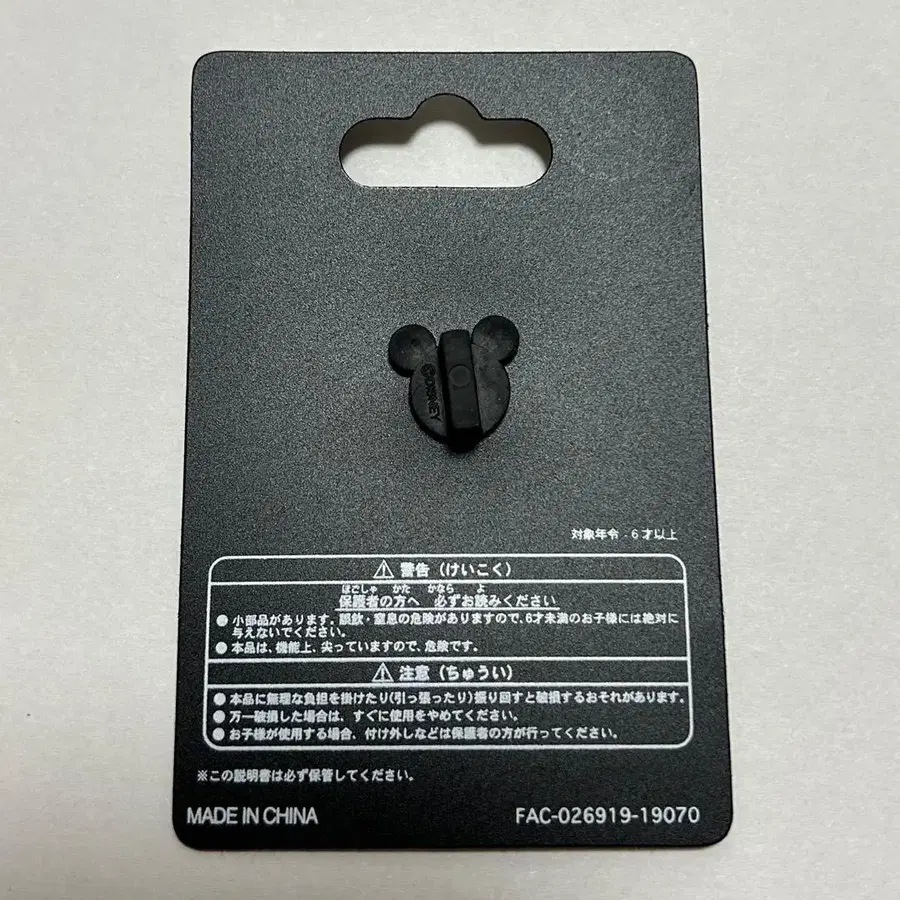 ©DISNEY
対象年令 : 6才以上
⚠ 警告（けいこく）
ほごしゃ かた かなら よ
保護者の方へ 必ずお読みください
● 小部品があります。誤飲・窒息の危険がありますので、6才未満のお子様には絶対に
与えないでください。
● 本品は、機能上、尖っていますので、危険です。
⚠ 注意（ちゅうい）
● 本品に無理な負担を掛けたり(引っ張ったり)振り回すと破損するおそれがあります。
● 万一破損した場合は、すぐに使用をやめてください。
● お子様が使用する場合、付け外しなどは保護者の方が行ってください。
※この説明書は必ず保管してください。
MADE IN CHINA
FAC-026919-19070